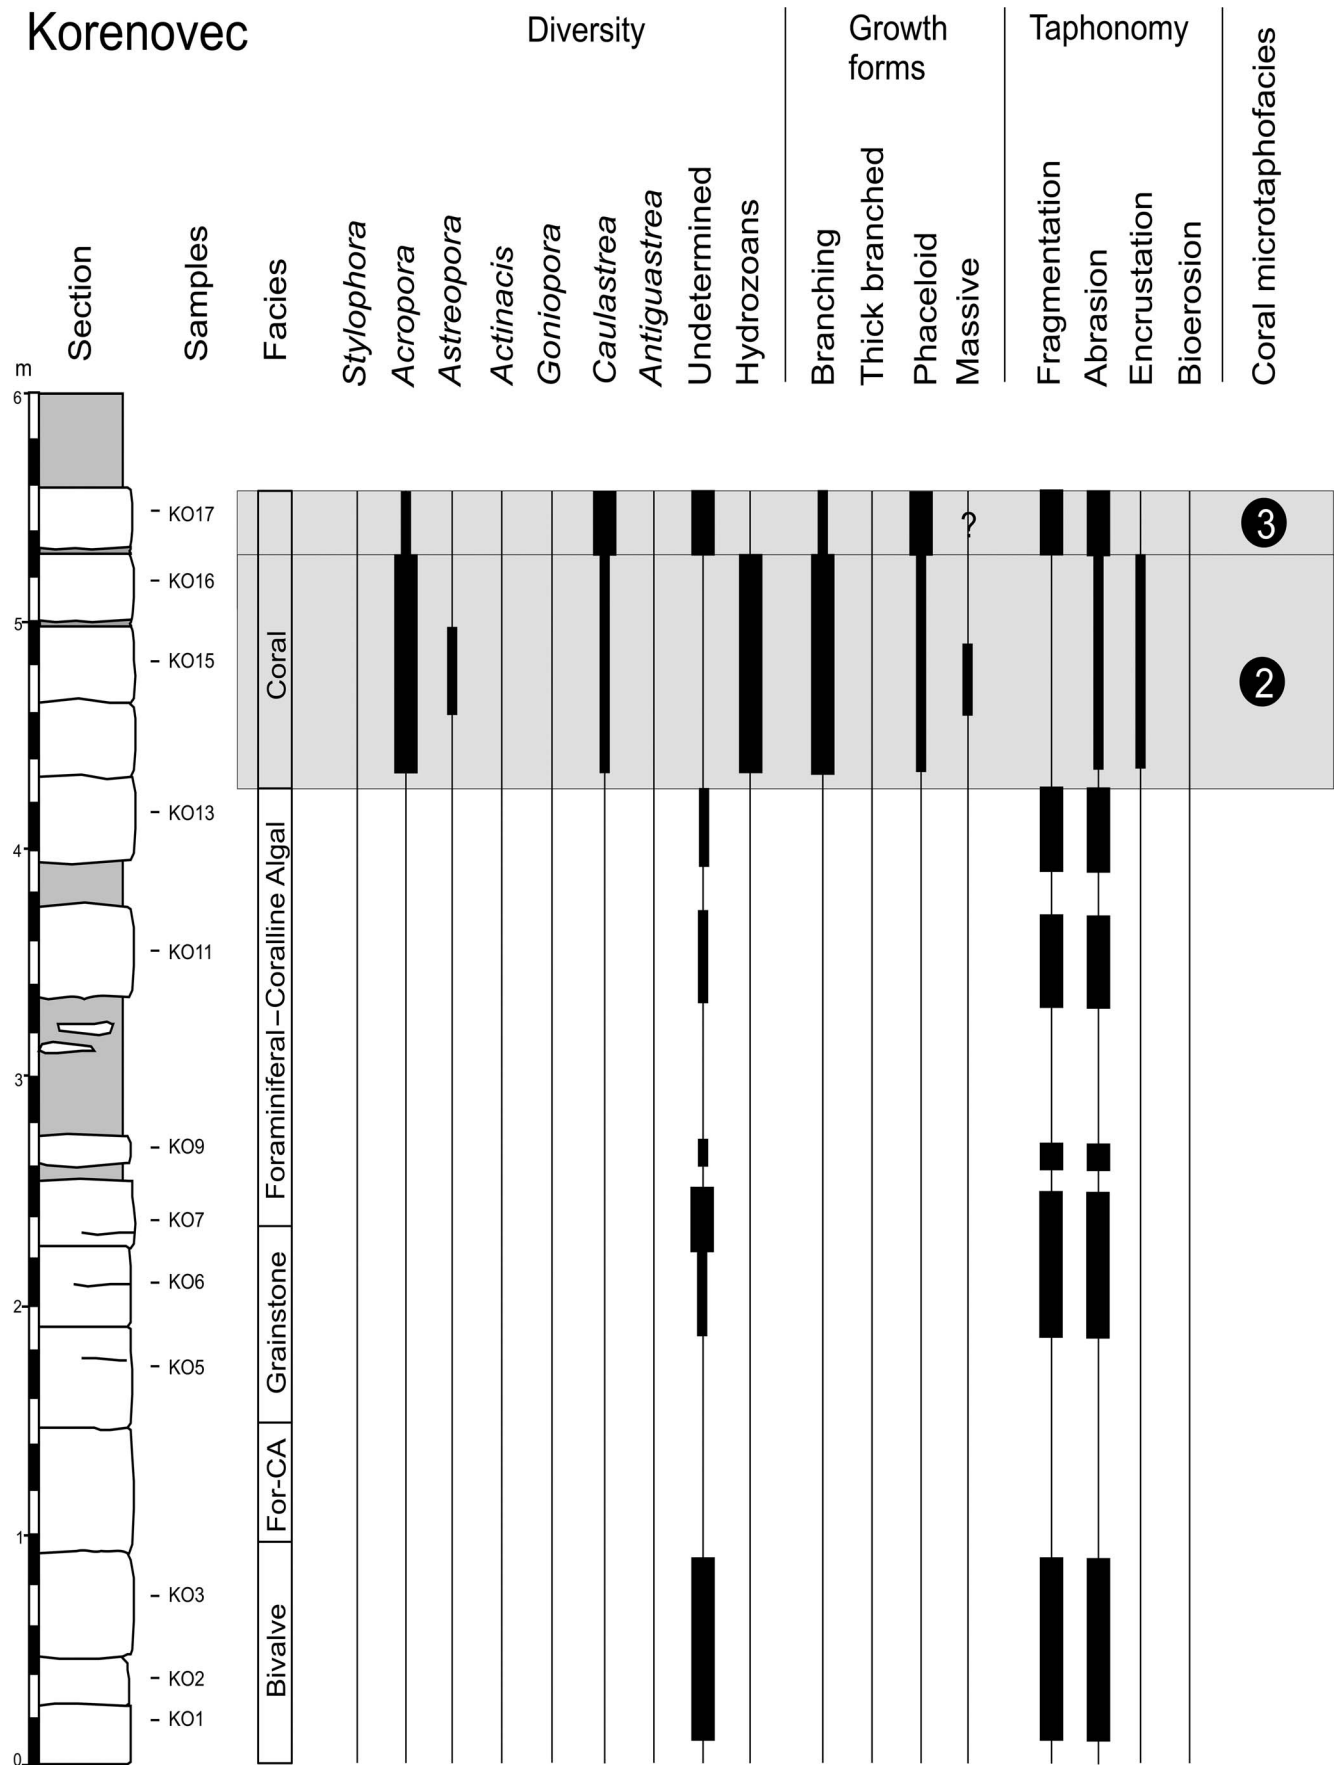 Korenovec
Diversity
Growth
forms
Taphonomy
Section
Samples
Facies
Stylophora
Acropora
Astreopora
Actinacis
Goniopora
Caulastrea
Antiguastrea
Undetermined
Hydrozoans
Branching
Thick branched
Phaceloid
Massive
Fragmentation
Abrasion
Encrustation
Bioerosion
Coral microtaphofacies
m
6
KO17
?
3
KO16
5
KO15
Coral
2
KO13
4
Foraminiferal–Coralline Algal
KO11
3
KO9
KO7
KO6
2
Grainstone
KO5
For-CA
1
KO3
Bivalve
KO2
KO1
0